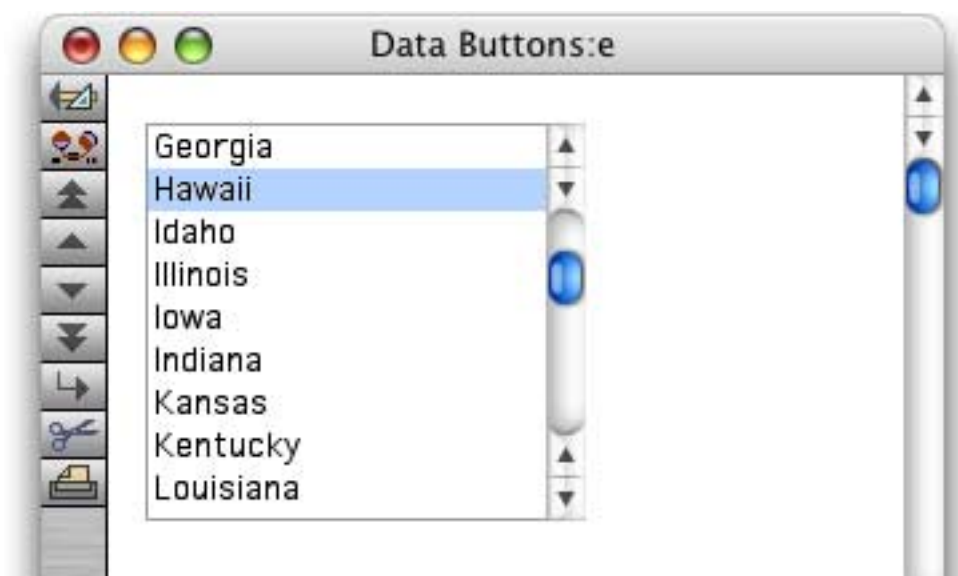 Data Buttons:e
Georgia
Hawaii
Idaho
Illinois
Iowa
Indiana
Kansas
Kentucky
Louisiana